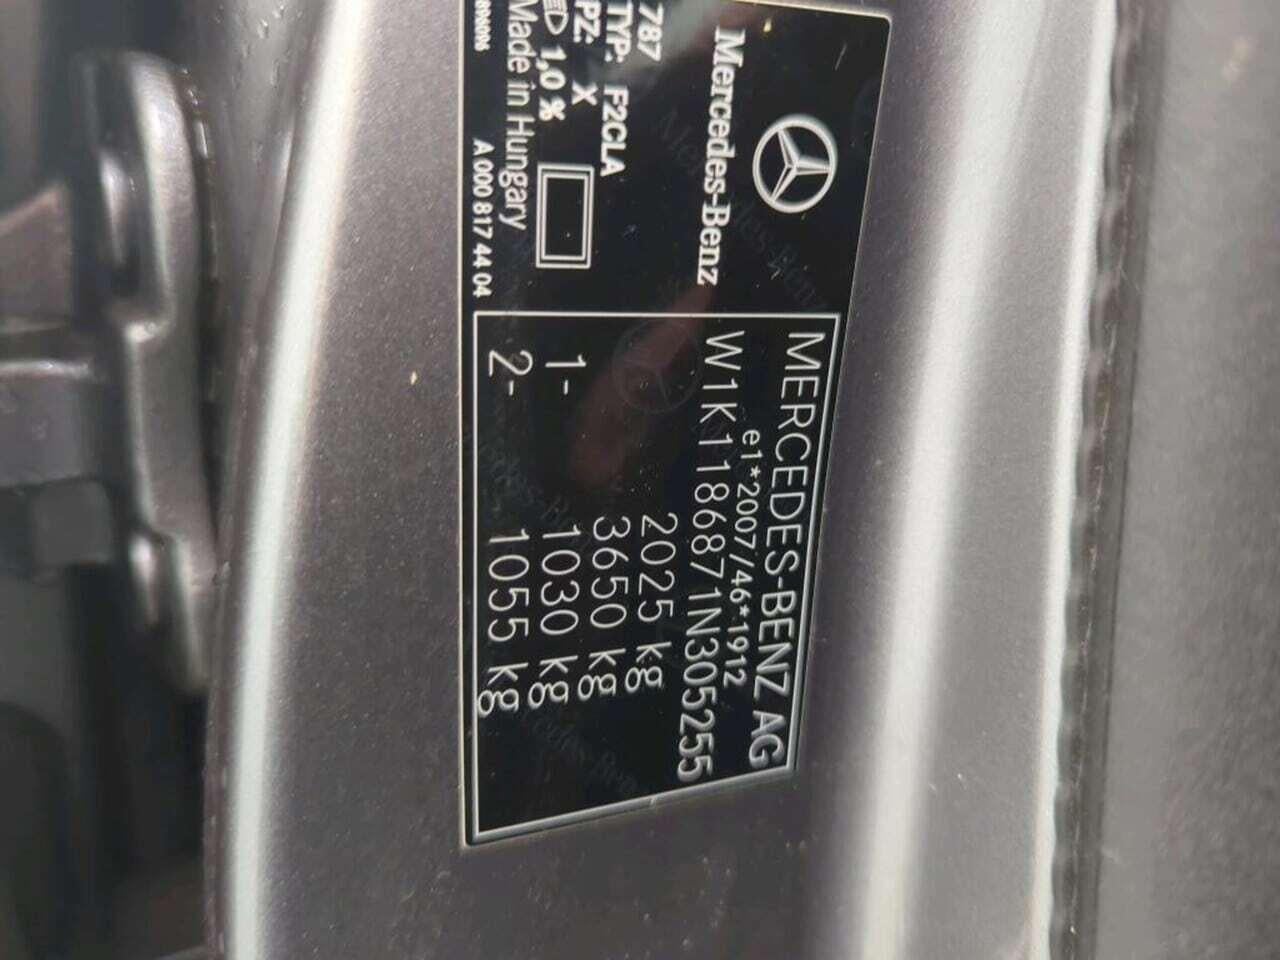 Mercedes-Benz
787
TYP: F2CLA
PZ: X
1,0 %
Made in Hungary
A 000 817 44 04
MERCEDES-BENZ AG
e1*2007/46*1912
W1K1186871N305255
2025 kg
3650 kg
1- 1030 kg
2- 1055 kg